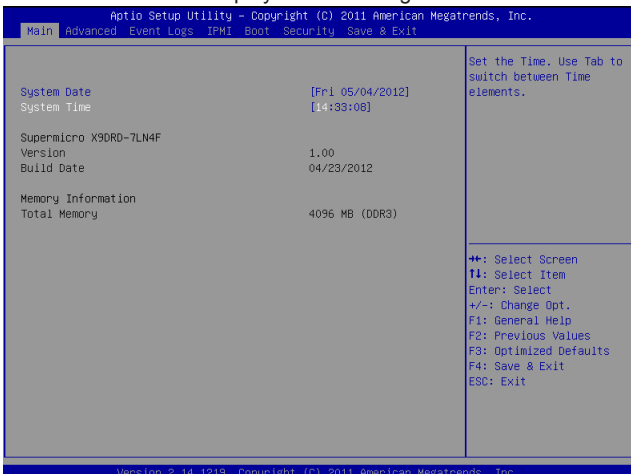 Aptio Setup Utility – Copyright (C) 2011 American Megatrends, Inc.
Main Advanced Event Logs IPMI Boot Security Save & Exit
System Date [Fri 05/04/2012]
System Time [14:33:08]
Supermicro X9DRD-7LN4F
Version 1.00
Build Date 04/23/2012
Memory Information
Total Memory 4096 MB (DDR3)
Set the Time. Use Tab to
switch between Time
elements.
→←: Select Screen
↑↓: Select Item
Enter: Select
+/-: Change Opt.
F1: General Help
F2: Previous Values
F3: Optimized Defaults
F4: Save & Exit
ESC: Exit
Version 2.14.1219. Copyright (C) 2011 American Megatrends, Inc.